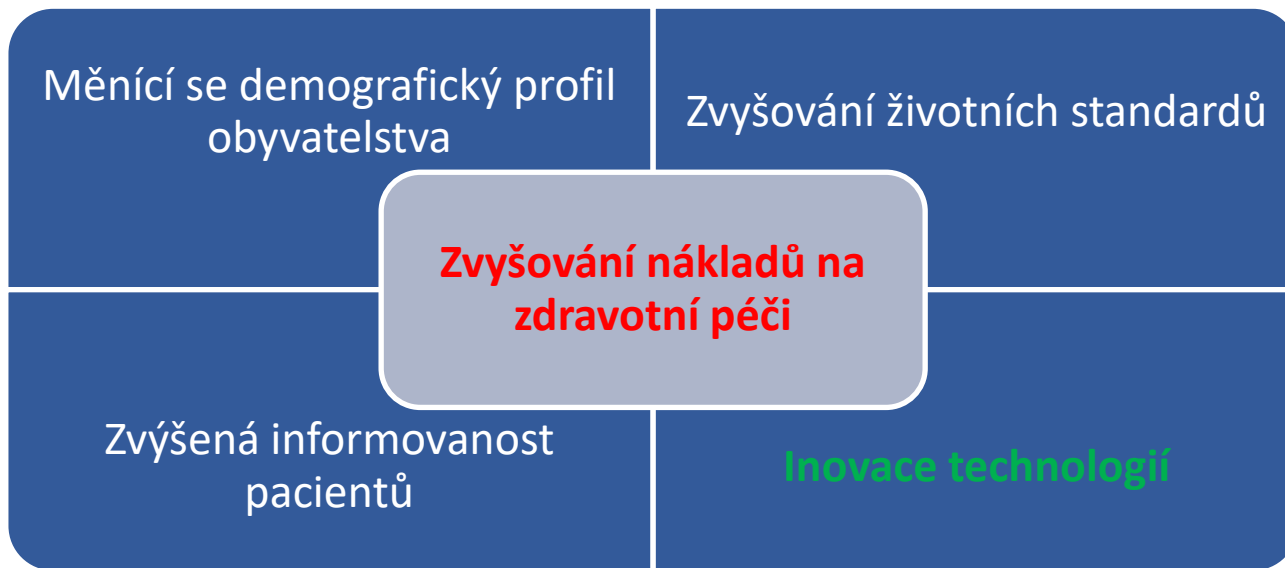 Měnící se demografický profil
obyvatelstva
Zvyšování životních standardů
Zvyšování nákladů na
zdravotní péči
Zvýšená informovanost
pacientů
Inovace technologií